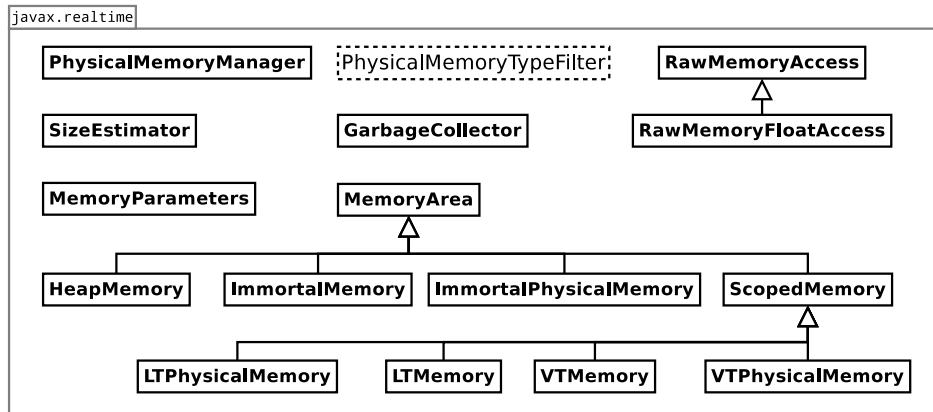 javax.realtime
PhysicalMemoryManager
PhysicalMemoryTypeFilter
RawMemoryAccess
SizeEstimator
GarbageCollector
RawMemoryFloatAccess
MemoryParameters
MemoryArea
HeapMemory
ImmortalMemory
ImmortalPhysicalMemory
ScopedMemory
LTPhysicalMemory
LTMemory
VTMemory
VTPhysicalMemory